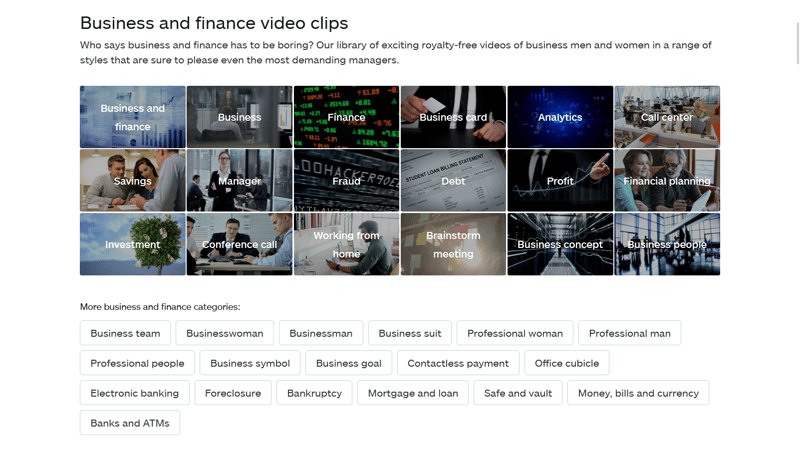 Business and finance video clips
Who says business and finance has to be boring? Our library of exciting royalty-free videos of business men and women in a range of
styles that are sure to please even the most demanding managers.
Business and
finance
Business
Finance
Business card
Analytics
Call center
Savings
Manager
Fraud
STUDENT LOAN BILLING STATEMENT
Debt
Profit
Financial planning
Investment
Conference call
Working from
home
Brainstorm
meeting
Business concept
Business people
More business and finance categories:
Business team
Businesswoman
Businessman
Business suit
Professional woman
Professional man
Professional people
Business symbol
Business goal
Contactless payment
Office cubicle
Electronic banking
Foreclosure
Bankruptcy
Mortgage and loan
Safe and vault
Money, bills and currency
Banks and ATMs